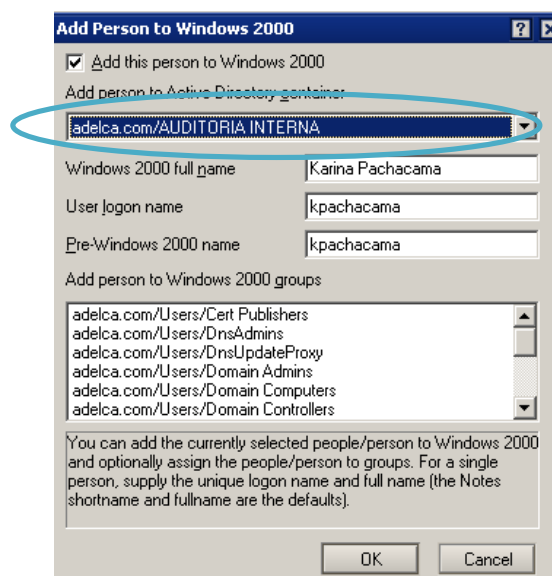 Add Person to Windows 2000
Add this person to Windows 2000
Add person to Active Directory container
adelca.com/AUDITORIA INTERNA
Windows 2000 full name Karina Pachacama
User logon name kpachacama
Pre-Windows 2000 name kpachacama
Add person to Windows 2000 groups
adelca.com/Users/Cert Publishers
adelca.com/Users/DnsAdmins
adelca.com/Users/DnsUpdateProxy
adelca.com/Users/Domain Admins
adelca.com/Users/Domain Computers
adelca.com/Users/Domain Controllers
You can add the currently selected people/person to Windows 2000
and optionally assign the people/person to groups. For a single
person, supply the unique logon name and full name (the Notes
shortname and fullname are the defaults).
OK Cancel